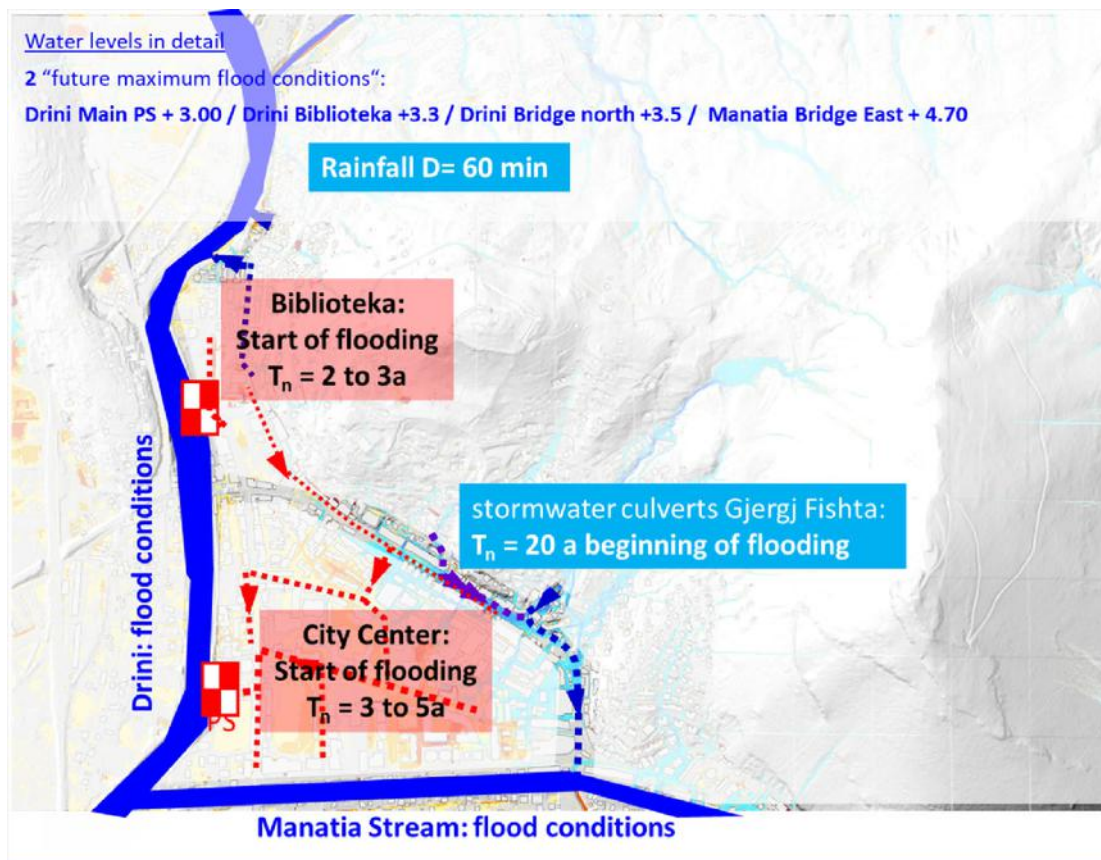 Water levels in detail
2 “future maximum flood conditions“:
Drini Main PS + 3.00 / Drini Biblioteka +3.3 / Drini Bridge north +3.5 / Manatia Bridge East + 4.70
Rainfall D= 60 min
Biblioteka:
Start of flooding
Tn = 2 to 3a
Drini: flood conditions
stormwater culverts Gjergj Fishta:
Tn = 20 a beginning of flooding
City Center:
Start of flooding
Tn = 3 to 5a
PS
Manatia Stream: flood conditions